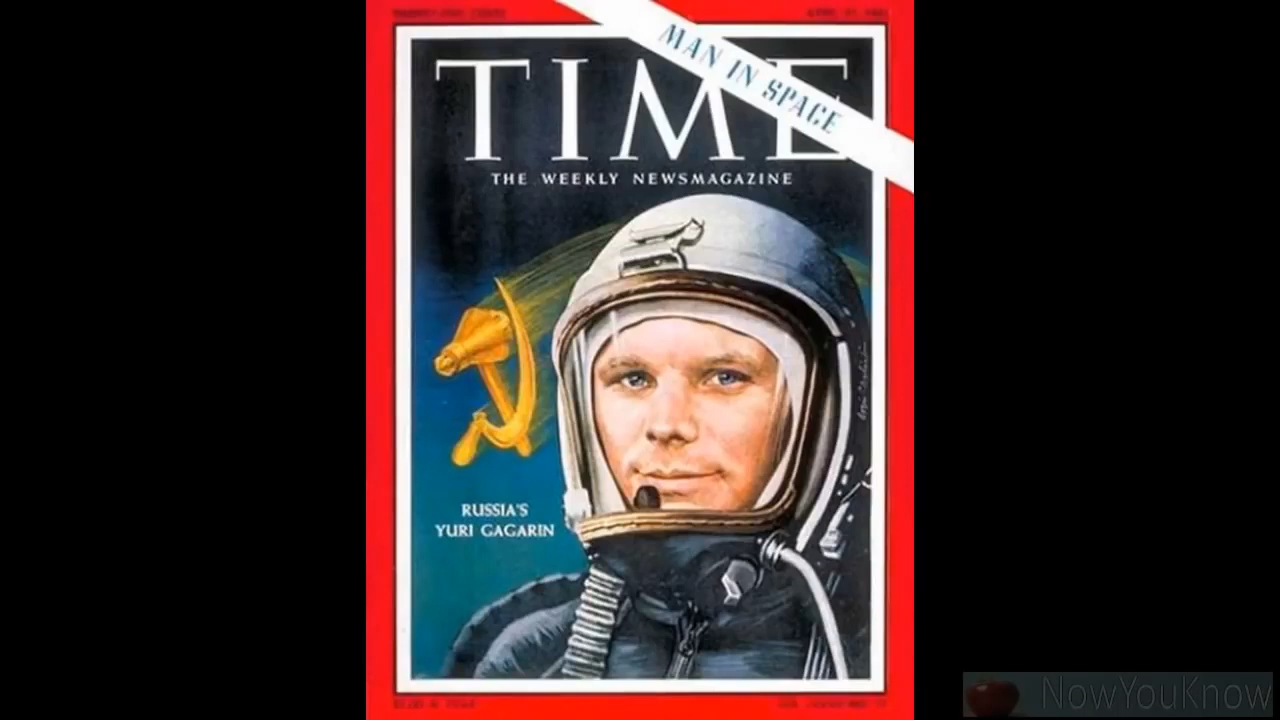 MAN IN SPACE
TIME
THE WEEKLY NEWSMAGAZINE
RUSSIA'S
YURI GAGARIN
NowYouKnow